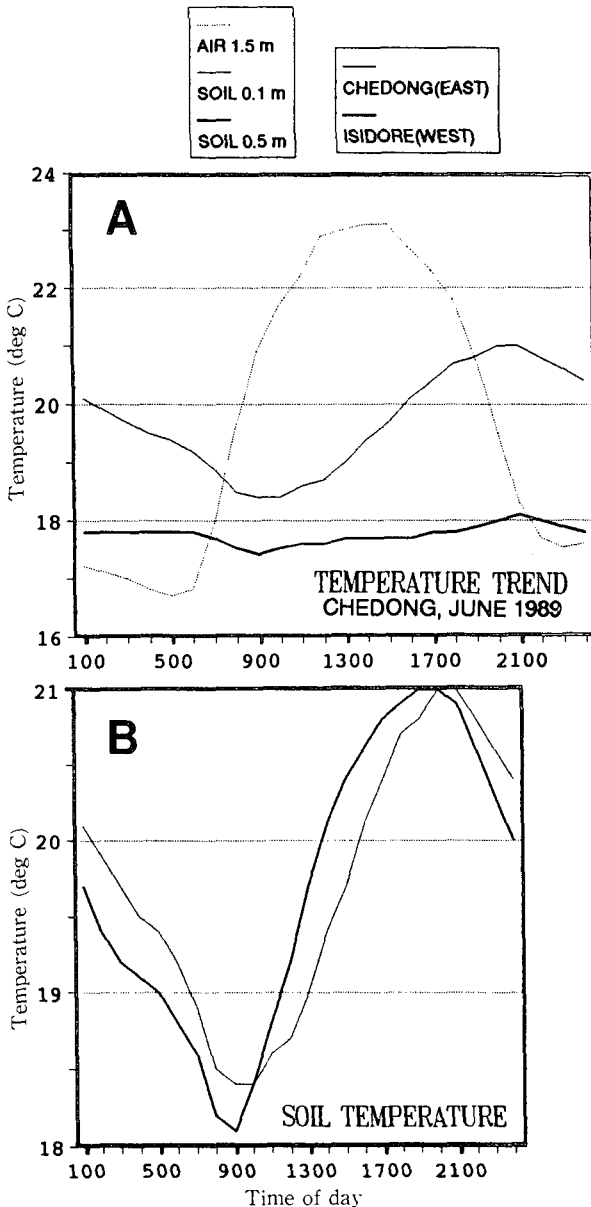 AIR 1.5 m
SOIL 0.1 m
SOIL 0.5 m
CHEDONG(EAST)
ISIDORE(WEST)
A
24
22
20
18
16
Temperature (deg C)
TEMPERATURE TREND
CHEDONG, JUNE 1989
100 500 900 1300 1700 2100
B
21
20
19
18
Temperature (deg C)
SOIL TEMPERATURE
100 500 900 1300 1700 2100
Time of day